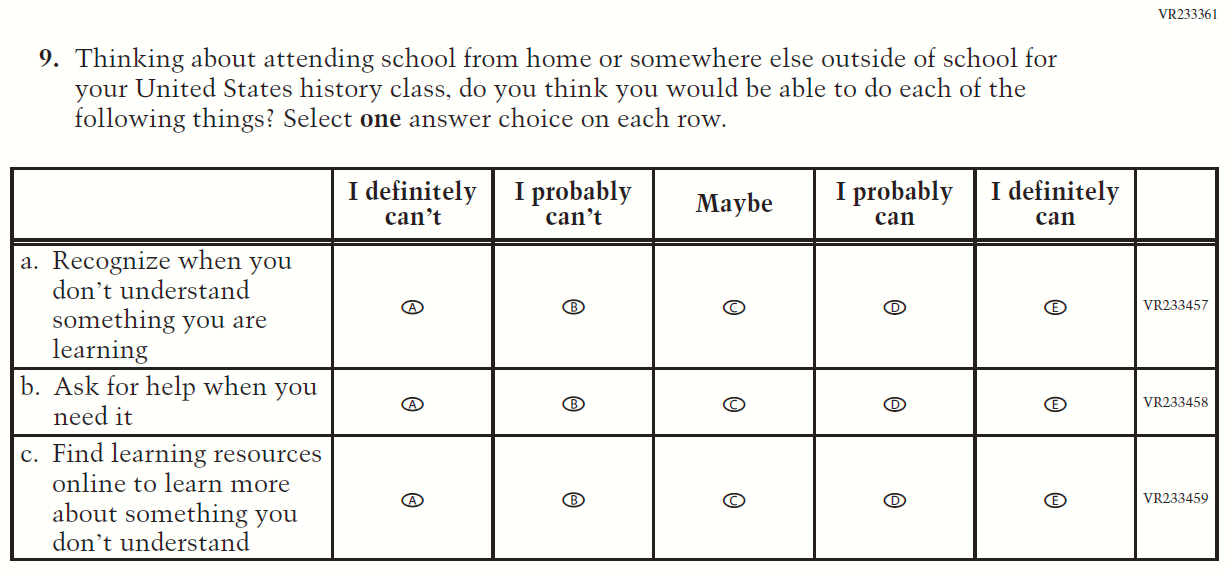 VR233361
9. Thinking about attending school from home or somewhere else outside of school for
your United States history class, do you think you would be able to do each of the
following things? Select one answer choice on each row.
I definitely
can't
I probably
can't
Maybe
I probably
can
I definitely
can
a. Recognize when you
don't understand
something you are
learning
A B C D E VR233457
b. Ask for help when you
need it
A B C D E VR233458
c. Find learning resources
online to learn more
about something you
don't understand
A B C D E VR233459